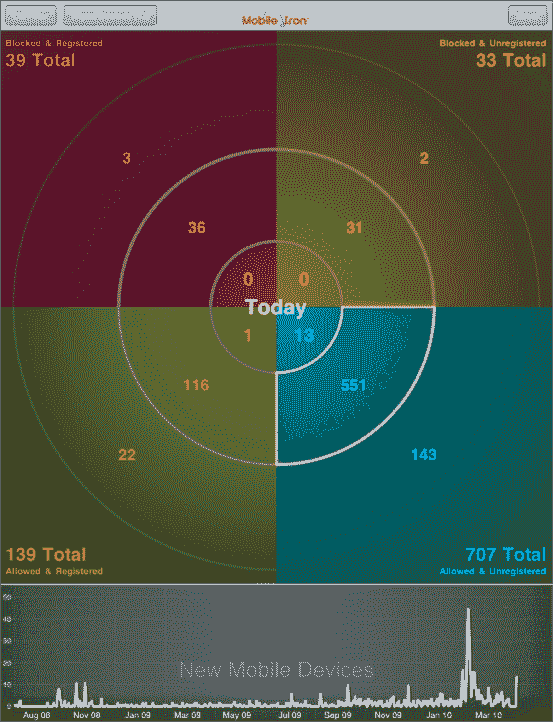 Mobile Iron
Blocked & Registered
39 Total
Blocked & Unregistered
33 Total
3
2
36
31
0
0
Today
1
13
116
551
22
143
139 Total
Allowed & Registered
707 Total
Allowed & Unregistered
50
40
30
20
10
0
New Mobile Devices
Aug 08 Nov 08 Jan 09 Mar 09 May 09 Jul 09 Sep 09 Nov 09 Jan 10 Mar 10